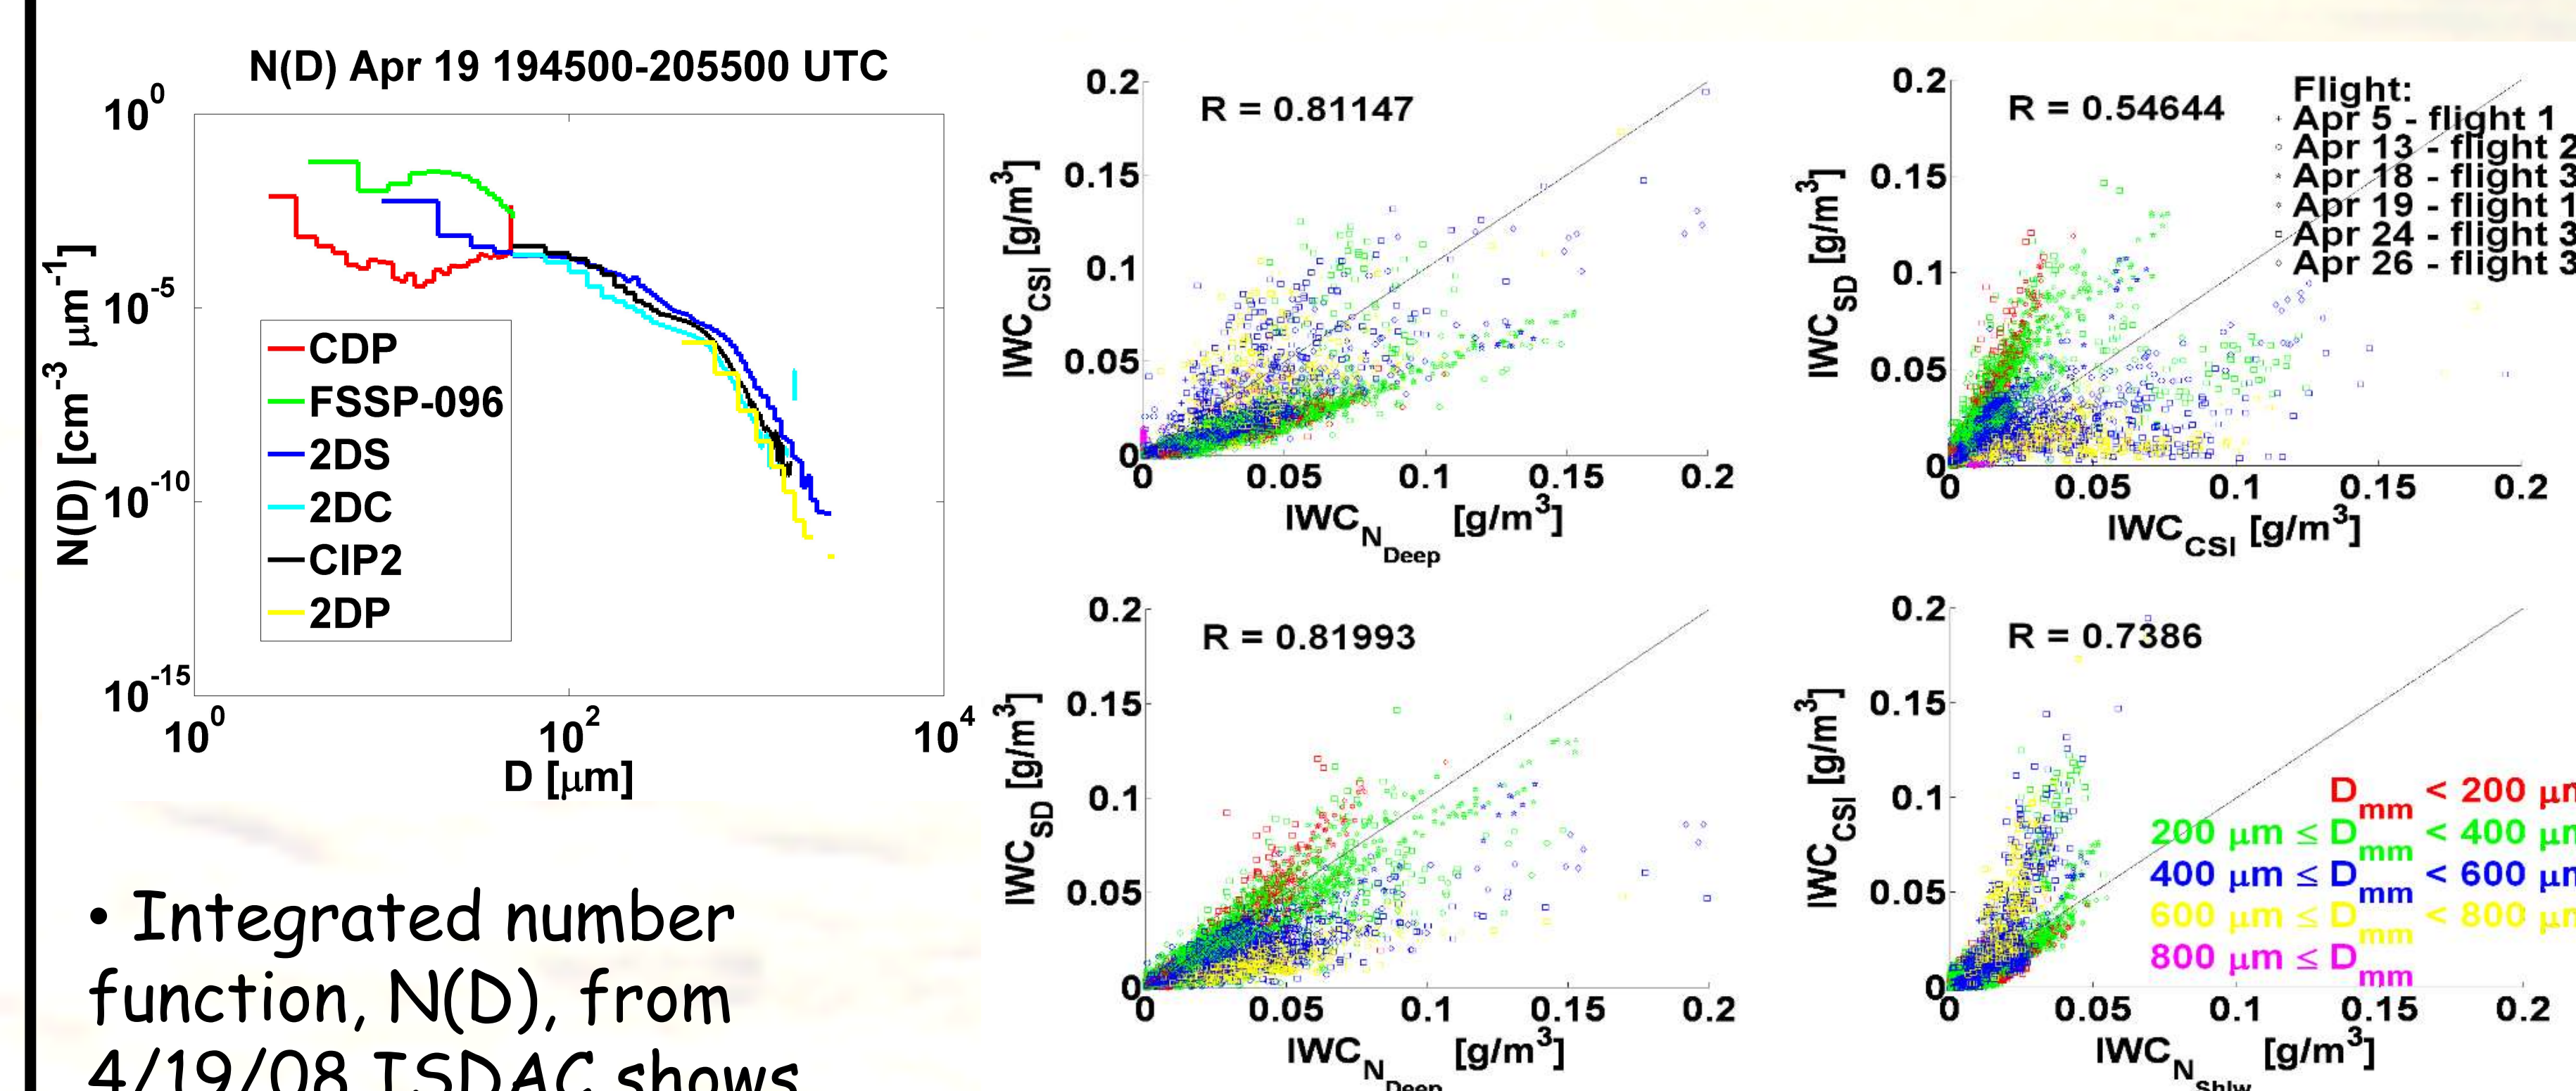 N(D) Apr 19 194500-205500 UTC
10^0
10^-5
10^-10
10^-15
N(D) [cm^-3 μm^-1]
CDP
FSSP-096
2DS
2DC
CIP2
2DP
10^0 10^2 10^4
D [μm]
• Integrated number
function, N(D), from
4/19/08 ISDAC shows
R = 0.81147
0.2
0.15
0.1
0.05
0
IWC_CSI [g/m^3]
0 0.05 0.1 0.15 0.2
IWC_N_Deep [g/m^3]
R = 0.54644
0.2
0.15
0.1
0.05
0
IWC_SD [g/m^3]
0 0.05 0.1 0.15 0.2
IWC_CSI [g/m^3]
Flight:
Apr 5 - flight 1
Apr 13 - flight 2
Apr 18 - flight 3
Apr 19 - flight 1
Apr 24 - flight 3
Apr 26 - flight 3
R = 0.81993
0.2
0.15
0.1
0.05
0
IWC_SD [g/m^3]
0 0.05 0.1 0.15 0.2
IWC_N_Deep [g/m^3]
R = 0.7386
0.2
0.15
0.1
0.05
0
IWC_CSI [g/m^3]
0 0.05 0.1 0.15 0.2
IWC_N_Shlw [g/m^3]
D_mm < 200 μm
200 μm ≤ D_mm < 400 μm
400 μm ≤ D_mm < 600 μm
600 μm ≤ D_mm < 800 μm
800 μm ≤ D_mm